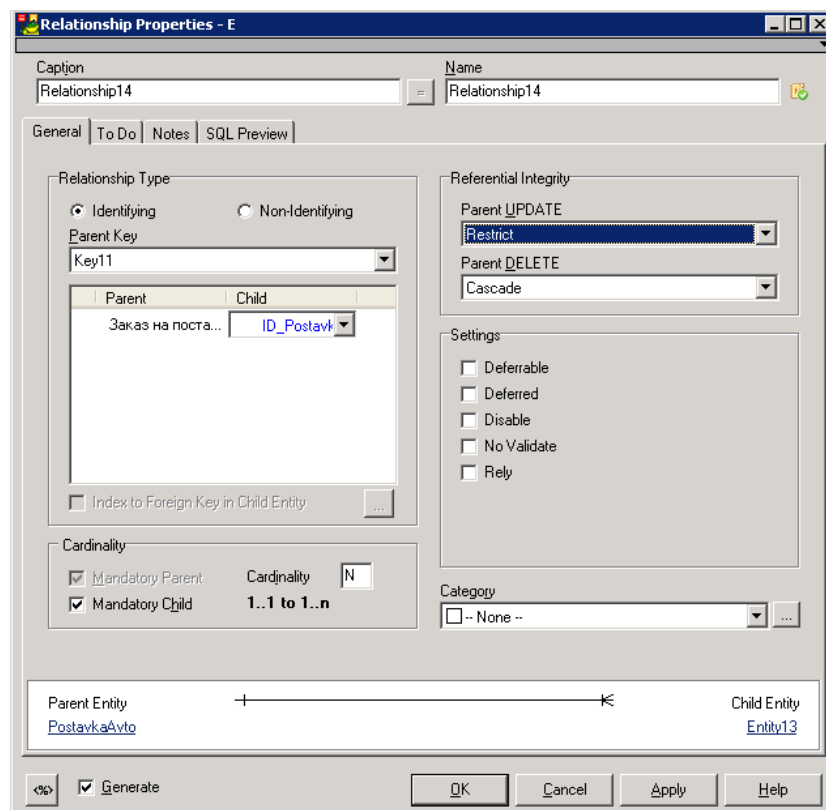 Relationship Properties - E
Caption
Name
Relationship14
=
Relationship14
General
To Do
Notes
SQL Preview
Relationship Type
Identifying
Non-Identifying
Parent Key
Key11
Parent
Child
Заказ на поста...
ID_Postavk
Index to Foreign Key in Child Entity
...
Cardinality
Mandatory Parent
Cardinality
N
Mandatory Child
1..1 to 1..n
Referential Integrity
Parent UPDATE
Restrict
Parent DELETE
Cascade
Settings
Deferrable
Deferred
Disable
No Validate
Rely
Category
-- None --
...
Parent Entity
Child Entity
PostavkaAvto
Entity13
<%>
Generate
OK
Cancel
Apply
Help